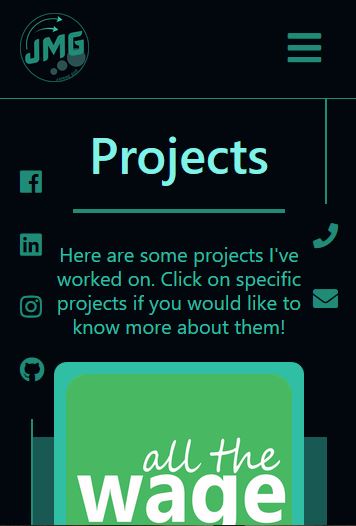 JMG
Projects
Here are some projects I've
worked on. Click on specific
projects if you would like to
know more about them!
all the
wage